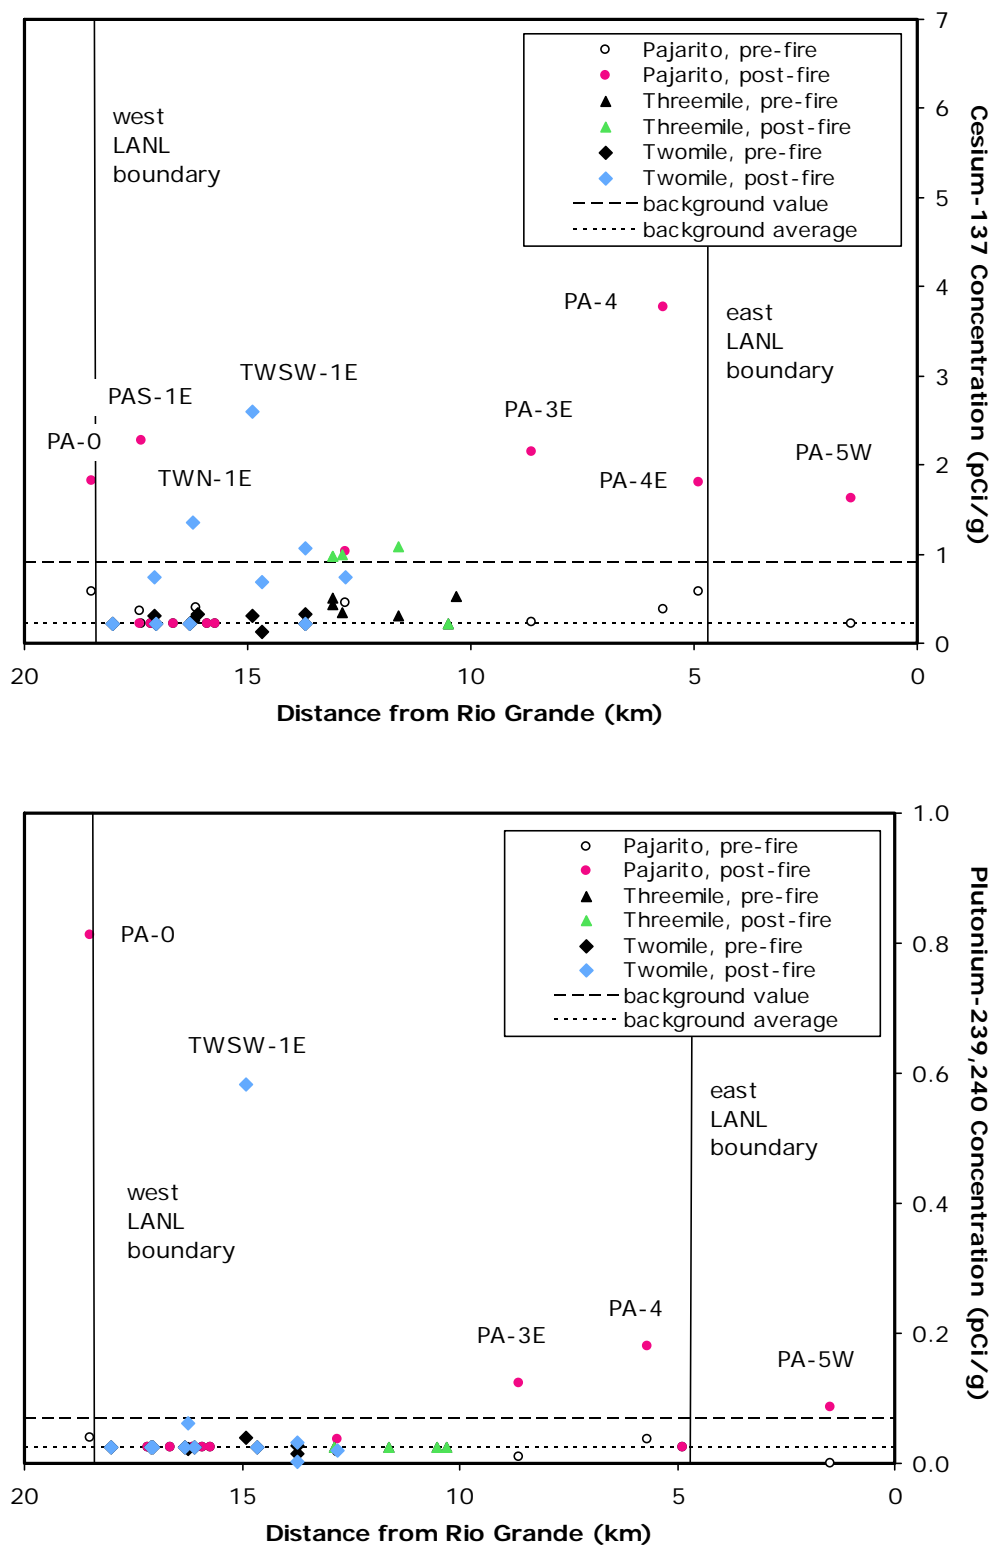 7
Pajarito, pre-fire
Pajarito, post-fire
Threemile, pre-fire
Threemile, post-fire
Twomile, pre-fire
Twomile, post-fire
background value
background average
west
LANL
boundary
6
5
4
3
2
1
0
Cesium-137 Concentration (pCi/g)
PA-4
east
LANL
boundary
TWSW-1E
PAS-1E
PA-3E
PA-0
PA-5W
TWN-1E
PA-4E
20
15
10
5
0
Distance from Rio Grande (km)
1.0
Pajarito, pre-fire
Pajarito, post-fire
Threemile, pre-fire
Threemile, post-fire
Twomile, pre-fire
Twomile, post-fire
background value
background average
PA-0
0.8
0.6
0.4
0.2
0.0
Plutonium-239,240 Concentration (pCi/g)
TWSW-1E
east
LANL
boundary
west
LANL
boundary
PA-4
PA-3E
PA-5W
20
15
10
5
0
Distance from Rio Grande (km)